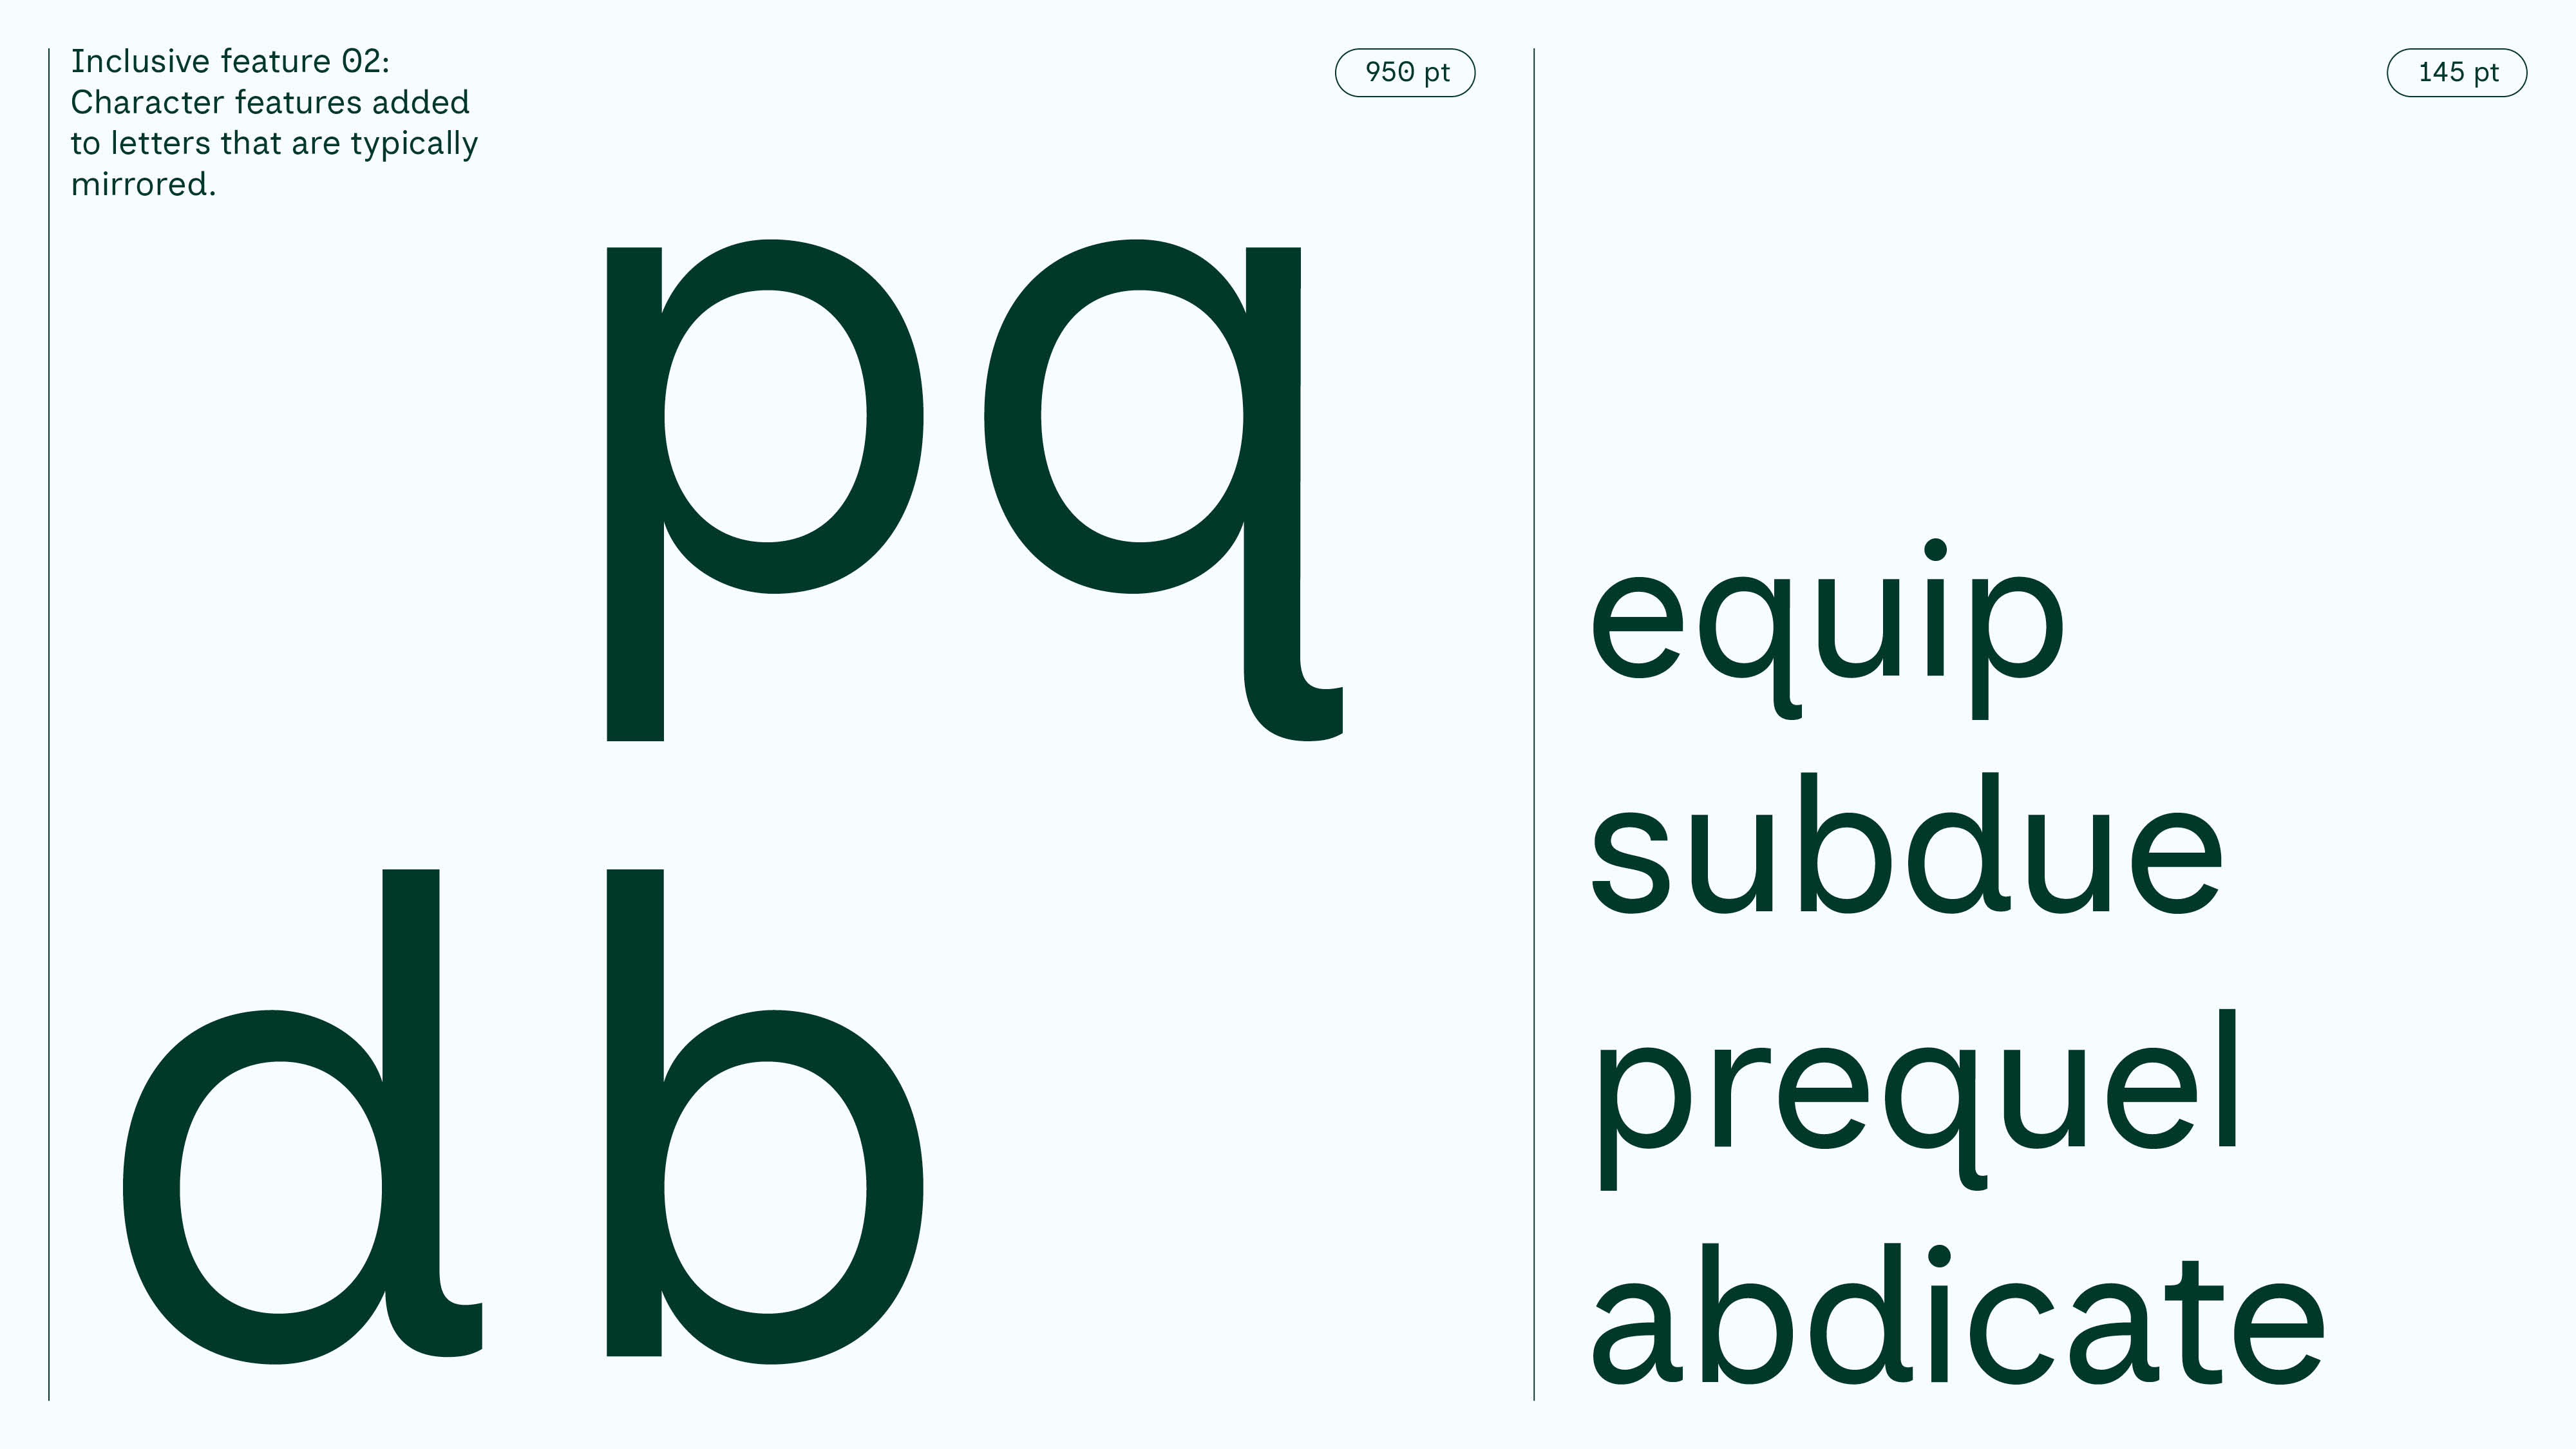 Inclusive feature 02:
Character features added
to letters that are typically
mirrored.
950 pt
pq
db
145 pt
equip
subdue
prequel
abdicate